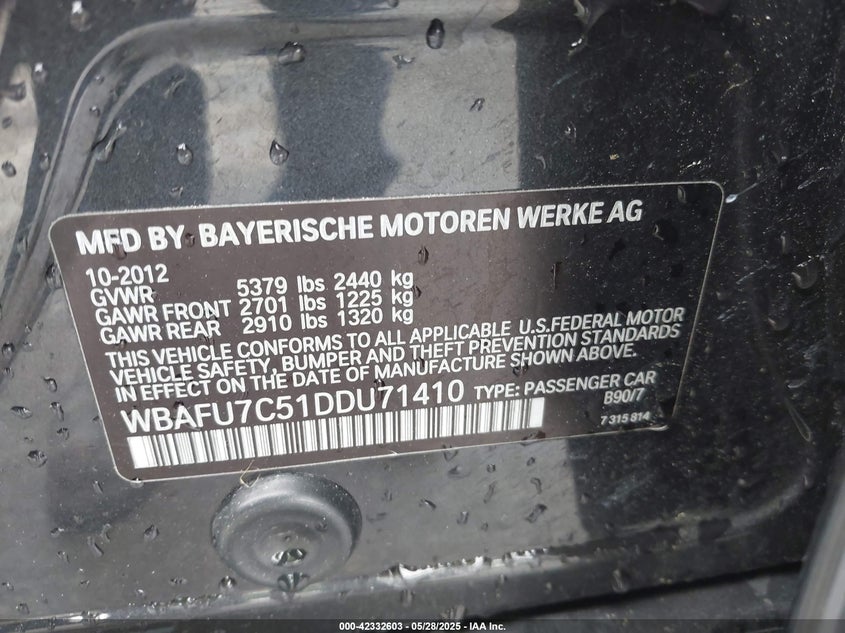 MFD BY BAYERISCHE MOTOREN WERKE AG
10-2012
GVWR 5379 lbs 2440 kg
GAWR FRONT 2701 lbs 1225 kg
GAWR REAR 2910 lbs 1320 kg
THIS VEHICLE CONFORMS TO ALL APPLICABLE U.S.FEDERAL MOTOR
VEHICLE SAFETY, BUMPER AND THEFT PREVENTION STANDARDS
IN EFFECT ON THE DATE OF MANUFACTURE SHOWN ABOVE.
WBAFU7C51DDU71410 TYPE: PASSENGER CAR
B90/7
7 315 814
000-42332603 - 05/28/2025 - IAA Inc.